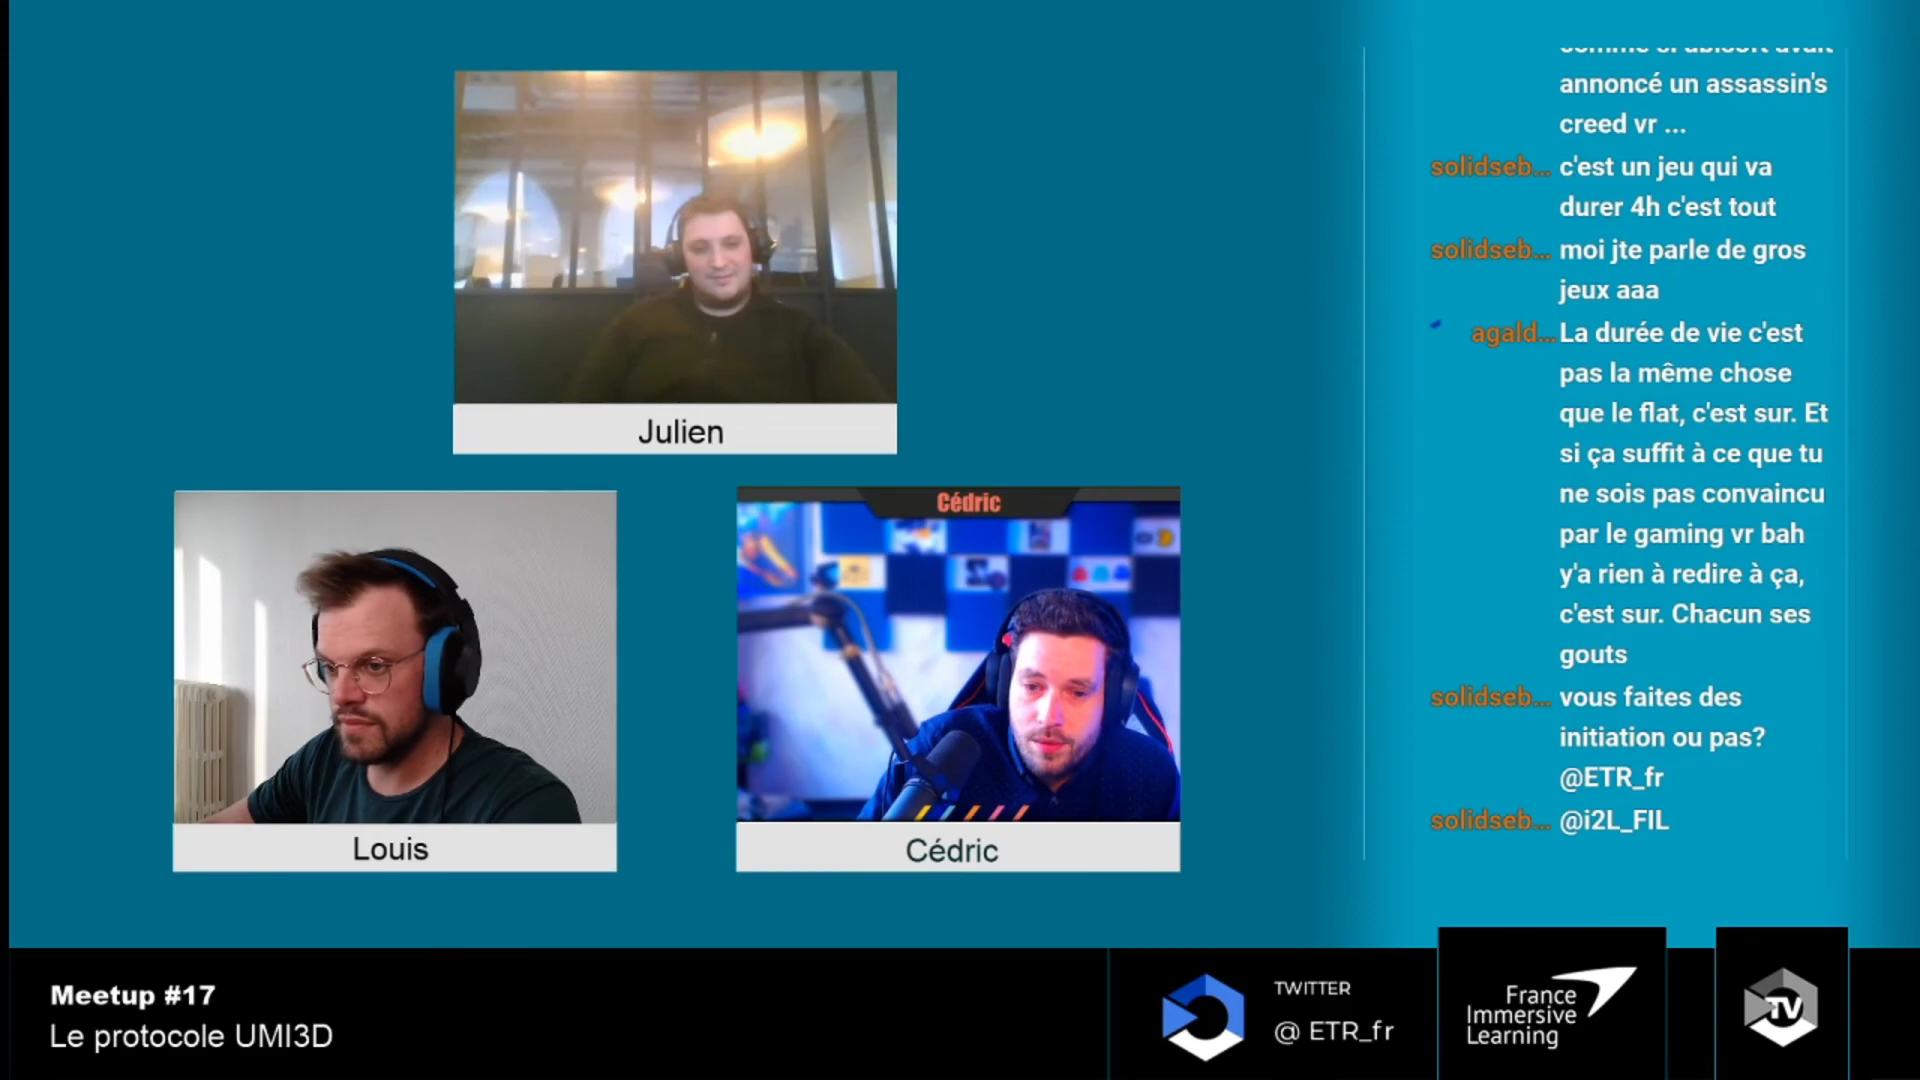 Julien
Louis
Cédric
Cédric
annoncé un assassin's
creed vr ...
solidseb... c'est un jeu qui va
durer 4h c'est tout
solidseb... moi jte parle de gros
jeux aaa
agald... La durée de vie c'est
pas la même chose
que le flat, c'est sur. Et
si ça suffit à ce que tu
ne sois pas convaincu
par le gaming vr bah
y'a rien à redire à ça,
c'est sur. Chacun ses
gouts
solidseb... vous faites des
initiation ou pas?
@ETR_fr
solidseb... @i2L_FIL
Meetup #17
Le protocole UMI3D
TWITTER
@ ETR_fr
France
Immersive
Learning
TV